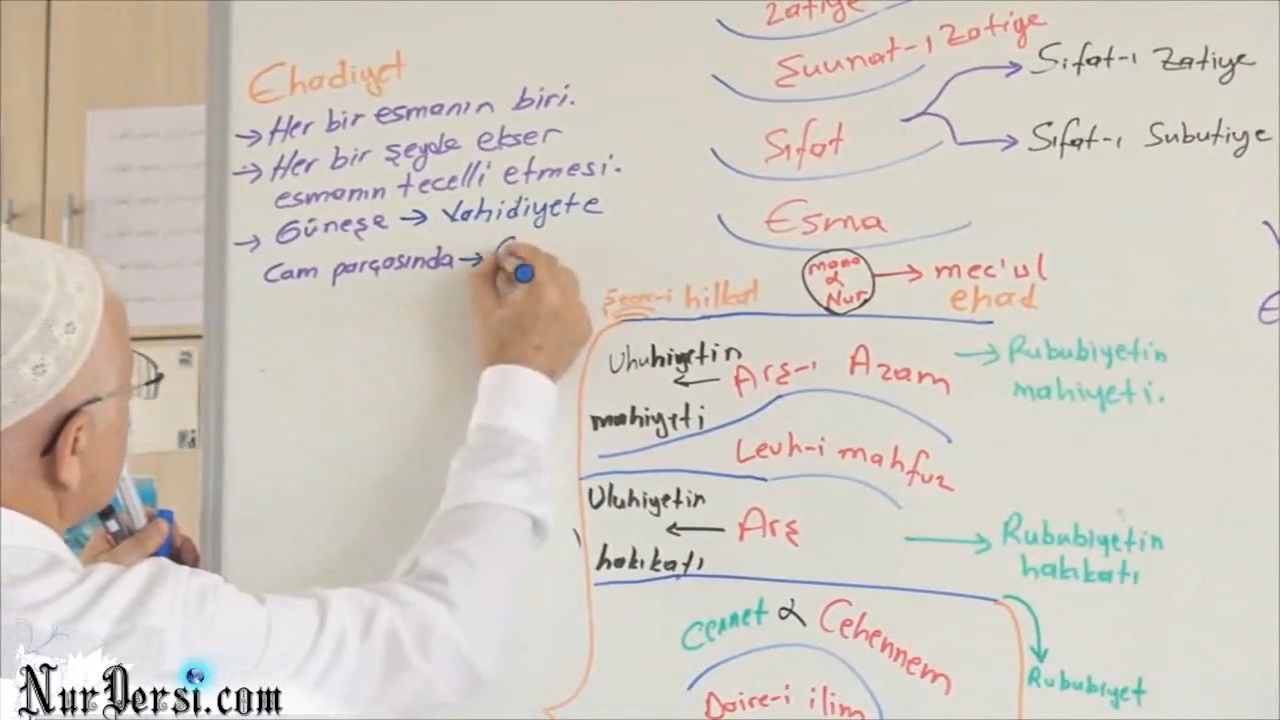 Ehadiyet
→ Her bir esmanın biri.
→ Her bir şeyde ekser
esmanın tecelli etmesi.
→ Güneşe → Vahidiyete
Cam parçasında →
Zatiye
Şuunat-ı Zatiye
Sıfat
Sıfat-ı Zatiye
Sıfat-ı Subutiye
Esma
mana
&
Nur
→ mec'ul
ehad
Şecer-i hilkat
Uluhiyetin
mahiyeti
← Arş-ı Azam
→ Rububiyetin
mahiyeti.
Levh-i mahfuz
Uluhiyetin
hakikatı
← Arş
→ Rububiyetin
hakikatı
Cennet & Cehennem
Rububiyet
Daire-i ilim
NurDersi.com